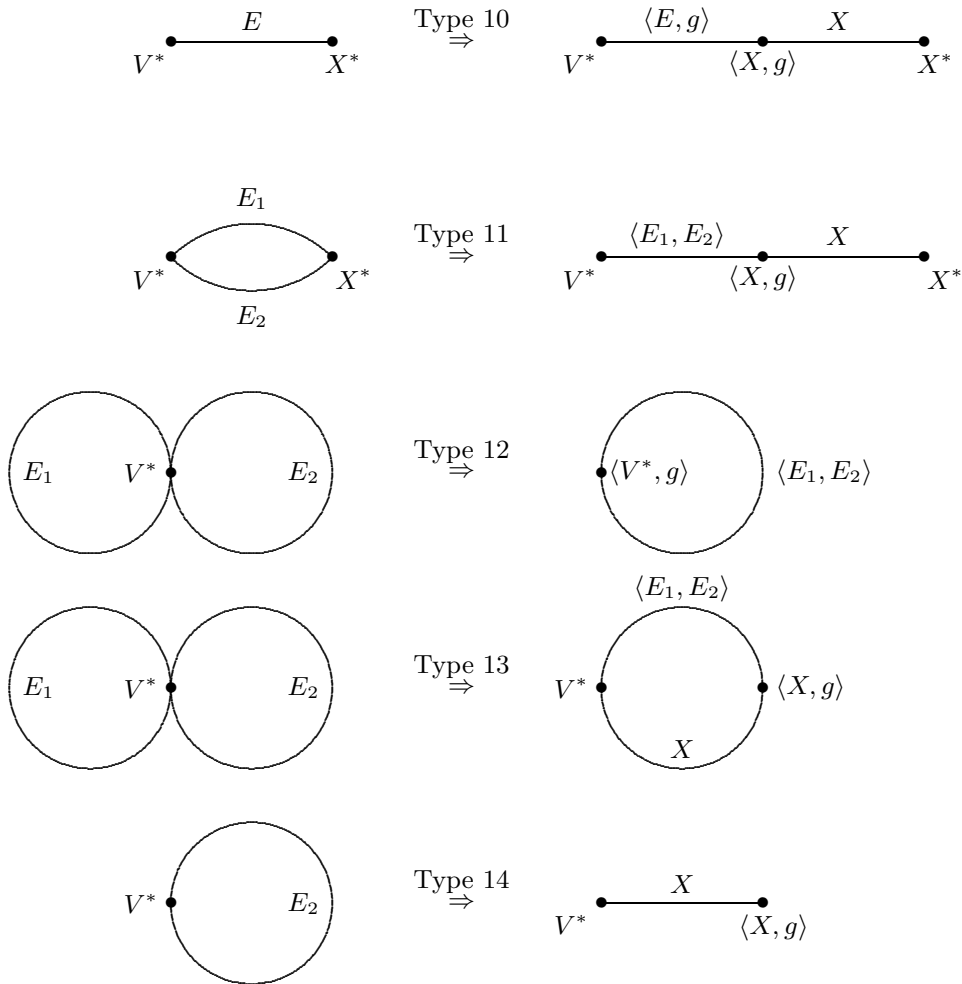 E Type 10 ⟨E, g⟩ X
⇒
V* X* V* ⟨X, g⟩ X*
E₁
Type 11 ⟨E₁, E₂⟩ X
⇒
V* X* V* ⟨X, g⟩ X*
E₂
Type 12
E₁ V* E₂ ⇒ ⟨V*, g⟩ ⟨E₁, E₂⟩
⟨E₁, E₂⟩
Type 13
E₁ V* E₂ ⇒ V* ⟨X, g⟩
X
Type 14 X
V* E₂ ⇒
V* ⟨X, g⟩